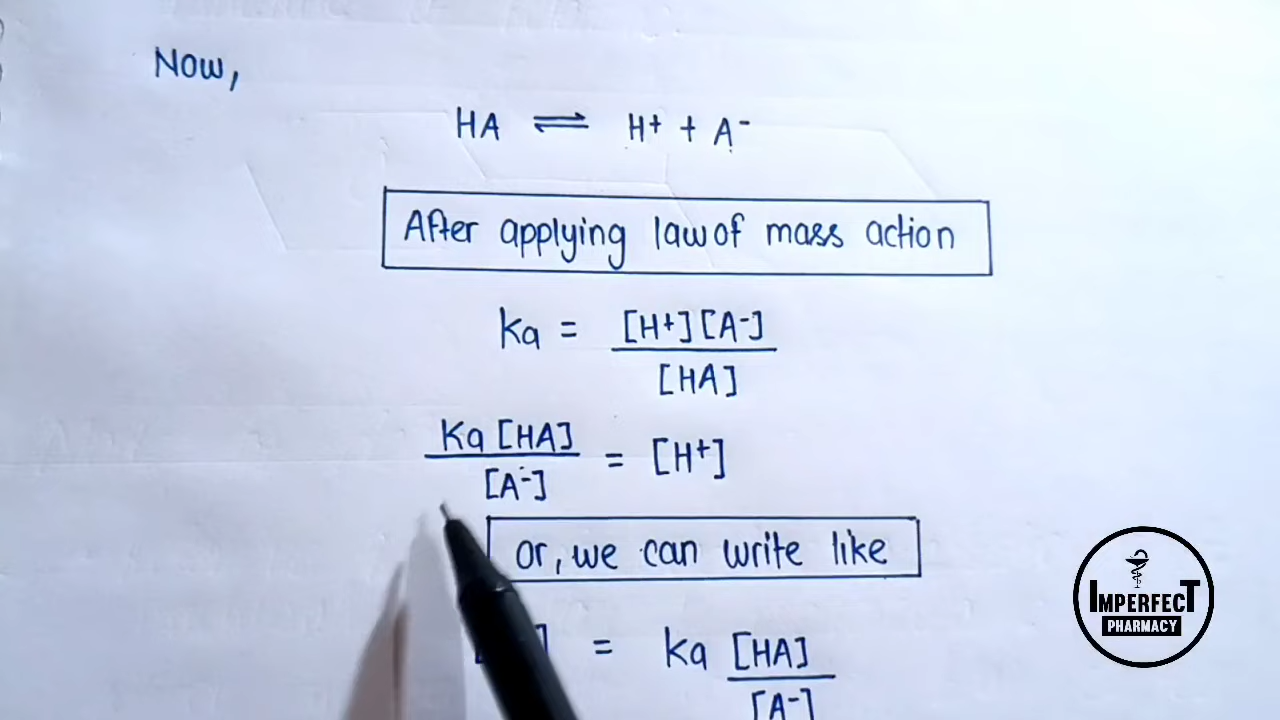 Now,
HA ⇌ H⁺ + A⁻
After applying law of mass action
Ka = [H⁺][A⁻] / [HA]
Ka [HA] / [A⁻] = [H⁺]
or, we can write like
= Ka [HA] / [A⁻]
IMPERFECT
PHARMACY